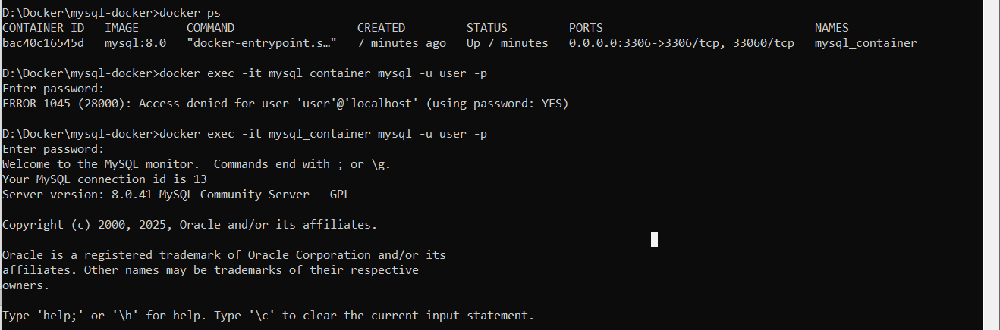 D:\Docker\mysql-docker>docker ps
CONTAINER ID   IMAGE       COMMAND                  CREATED         STATUS         PORTS                               NAMES
bac40c16545d   mysql:8.0   "docker-entrypoint.s…"   7 minutes ago   Up 7 minutes   0.0.0.0:3306->3306/tcp, 33060/tcp   mysql_container
D:\Docker\mysql-docker>docker exec -it mysql_container mysql -u user -p
Enter password:
ERROR 1045 (28000): Access denied for user 'user'@'localhost' (using password: YES)
D:\Docker\mysql-docker>docker exec -it mysql_container mysql -u user -p
Enter password:
Welcome to the MySQL monitor.  Commands end with ; or \g.
Your MySQL connection id is 13
Server version: 8.0.41 MySQL Community Server - GPL
Copyright (c) 2000, 2025, Oracle and/or its affiliates.
Oracle is a registered trademark of Oracle Corporation and/or its
affiliates. Other names may be trademarks of their respective
owners.
Type 'help;' or '\h' for help. Type '\c' to clear the current input statement.